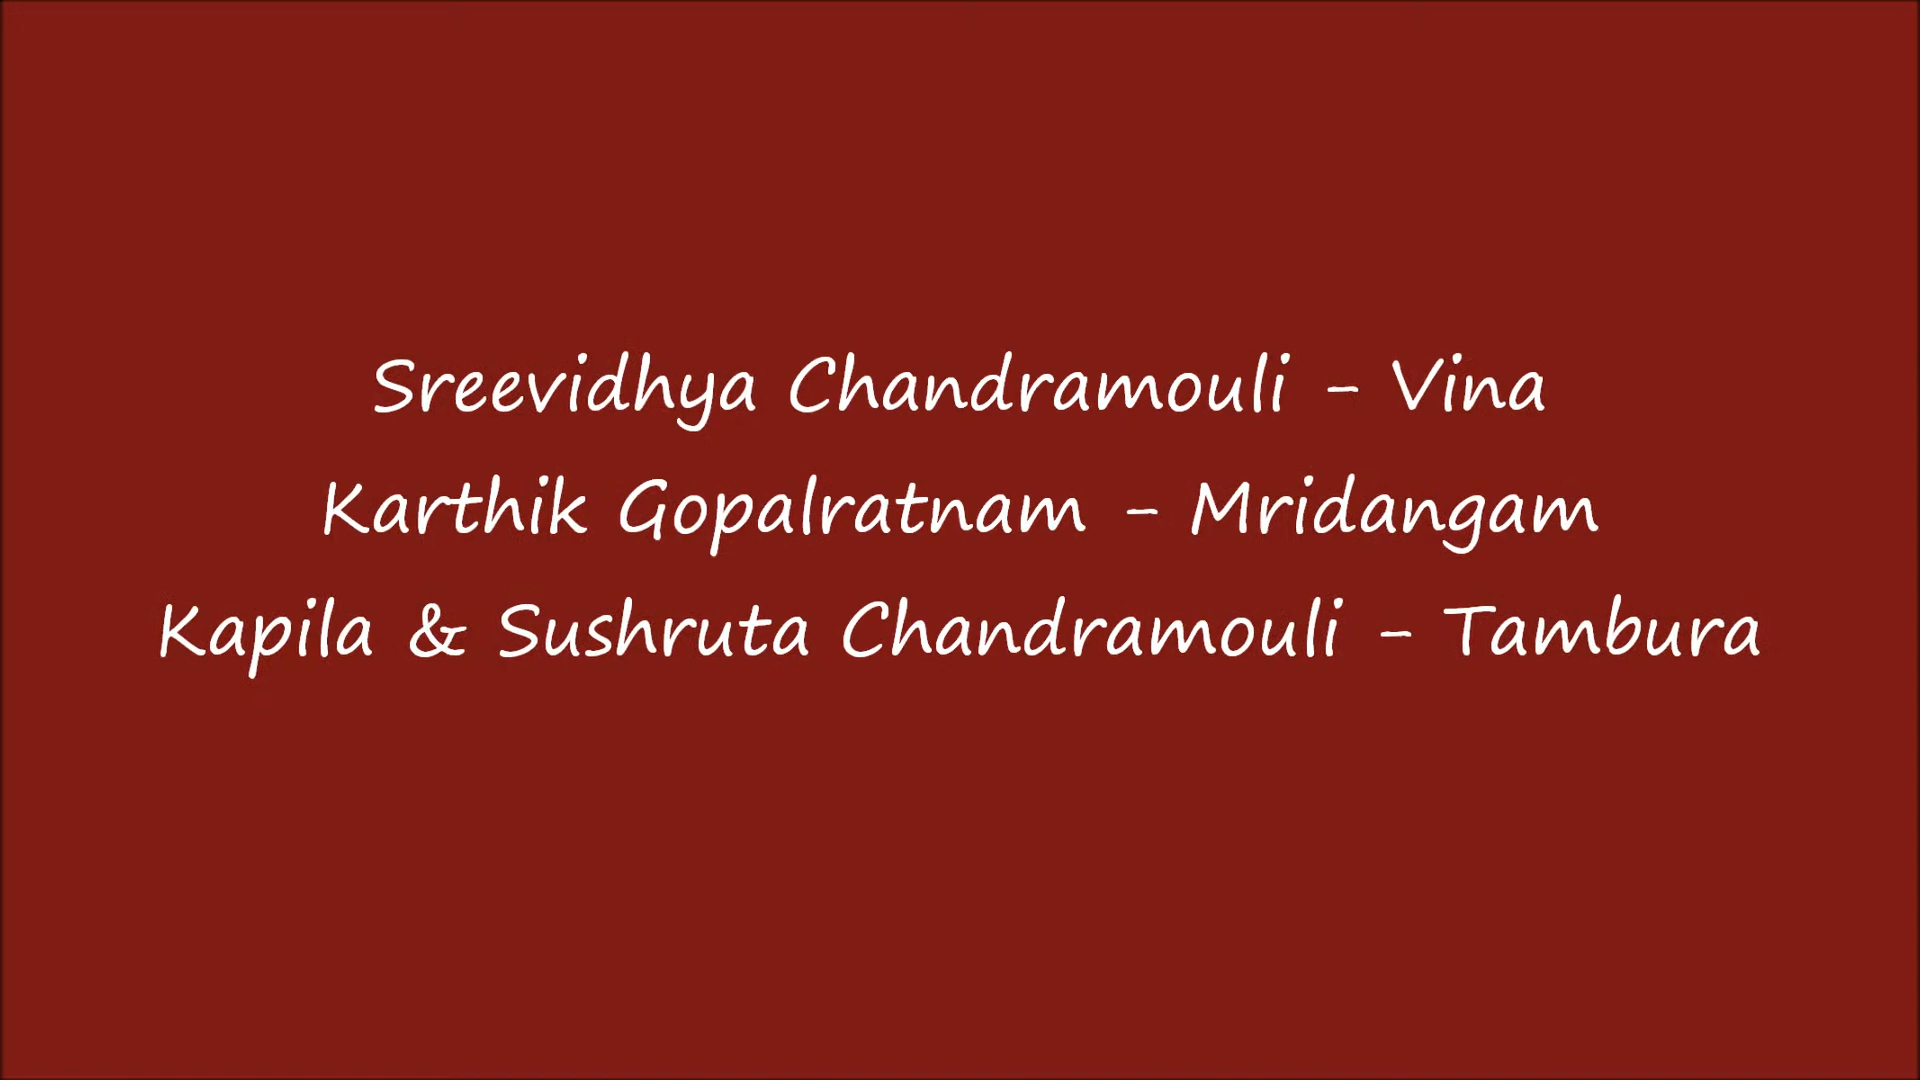 Sreevidhya Chandramouli - Vina
Karthik Gopalratnam - Mridangam
Kapila & Sushruta Chandramouli - Tambura